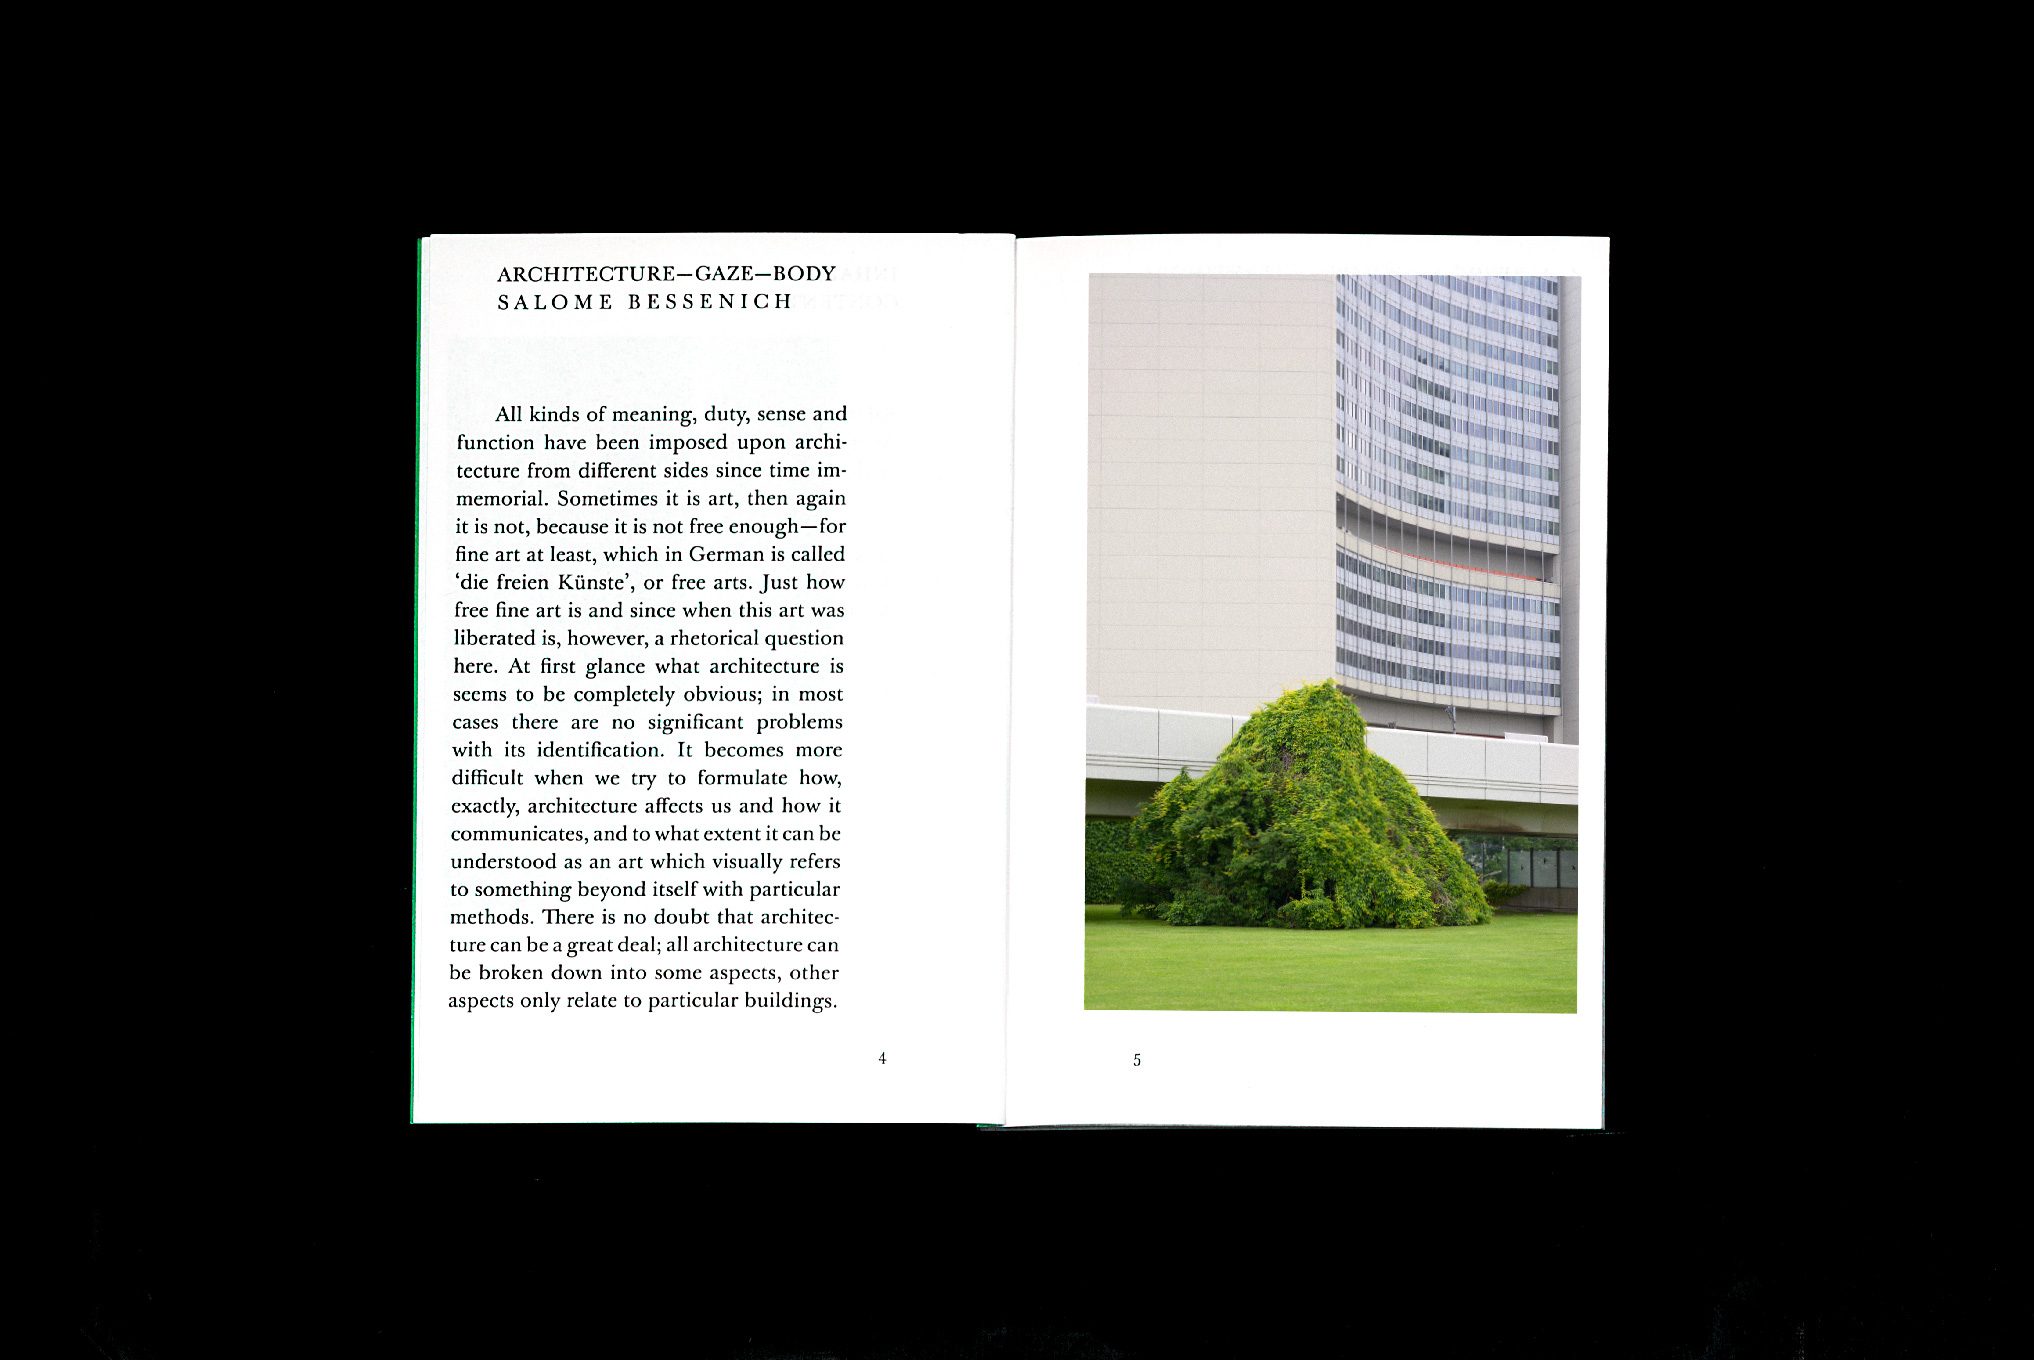 ARCHITECTURE—GAZE—BODY
SALOME BESSENICH
All kinds of meaning, duty, sense and
function have been imposed upon archi-
tecture from different sides since time im-
memorial. Sometimes it is art, then again
it is not, because it is not free enough—for
fine art at least, which in German is called
‘die freien Künste’, or free arts. Just how
free fine art is and since when this art was
liberated is, however, a rhetorical question
here. At first glance what architecture is
seems to be completely obvious; in most
cases there are no significant problems
with its identification. It becomes more
difficult when we try to formulate how,
exactly, architecture affects us and how it
communicates, and to what extent it can be
understood as an art which visually refers
to something beyond itself with particular
methods. There is no doubt that architec-
ture can be a great deal; all architecture can
be broken down into some aspects, other
aspects only relate to particular buildings.
4
5